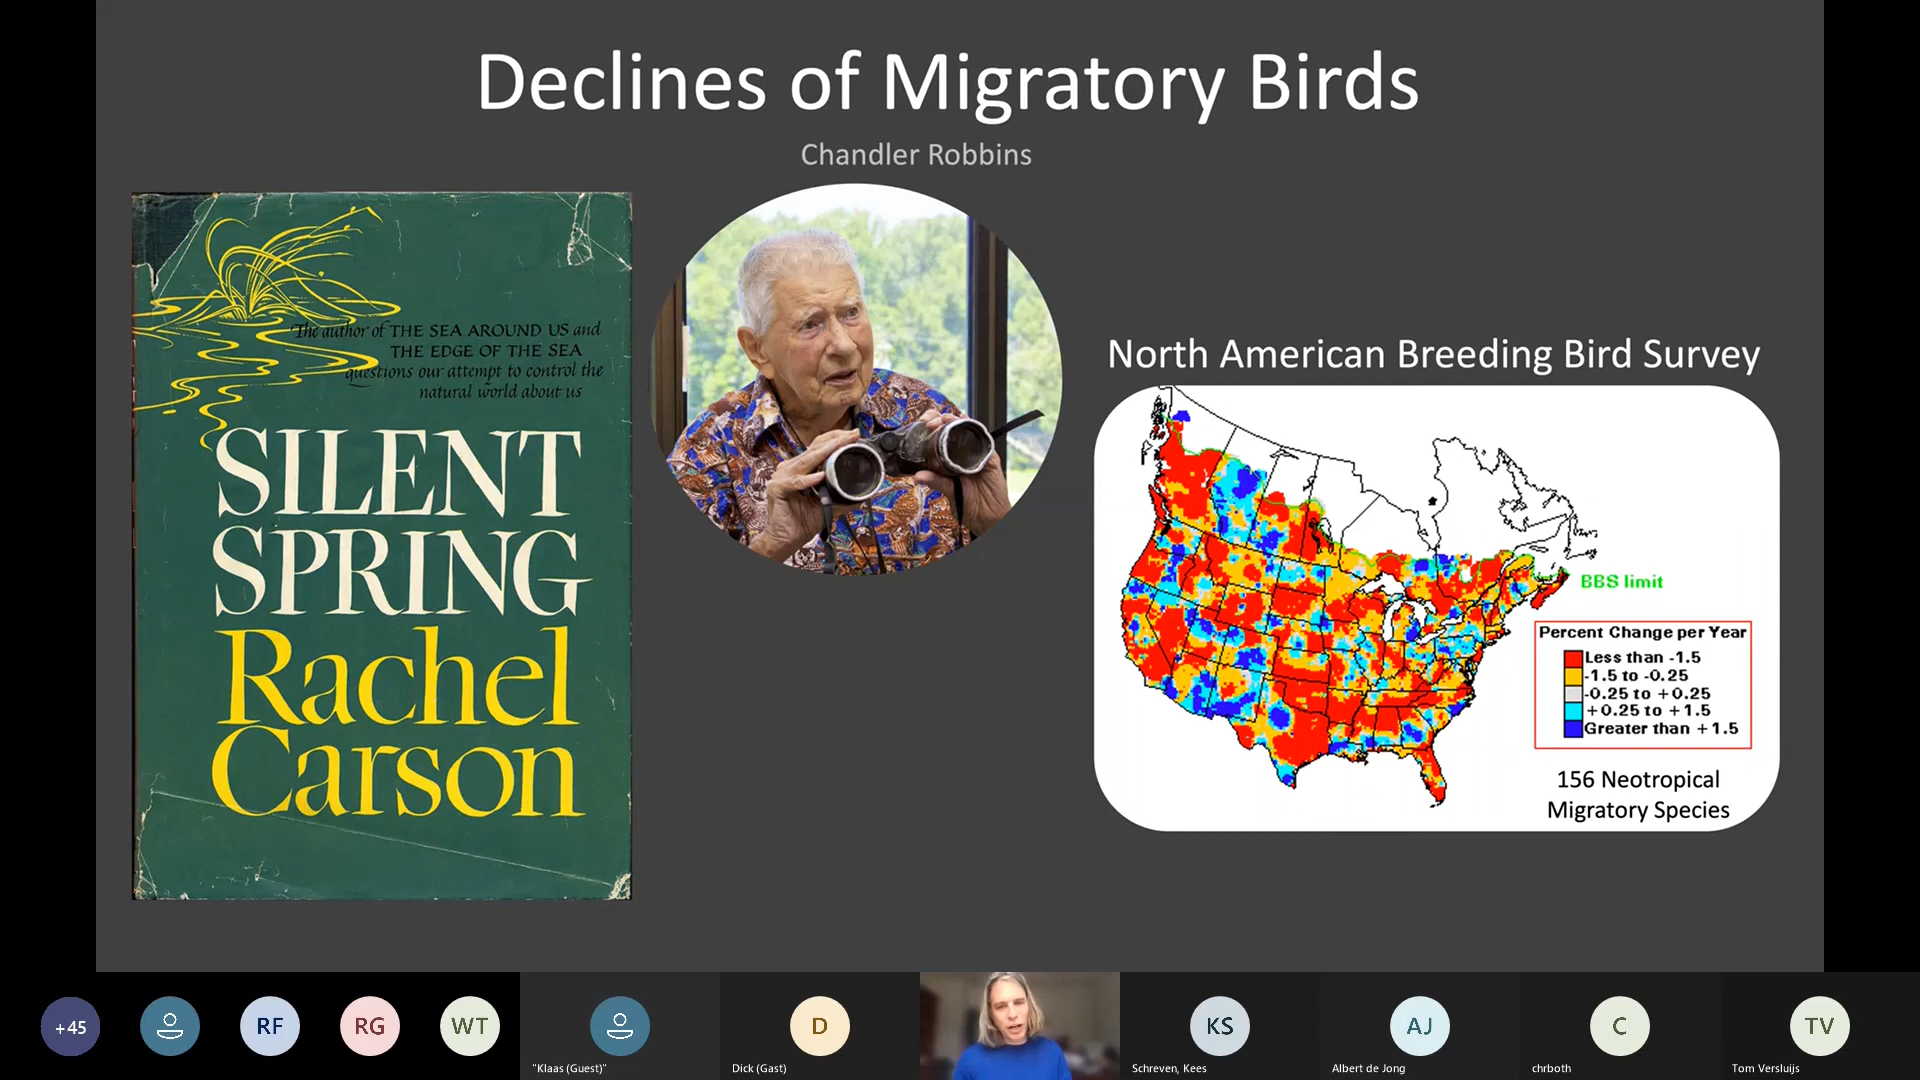 Declines of Migratory Birds
Chandler Robbins
The author of THE SEA AROUND US and
THE EDGE OF THE SEA
questions our attempt to control the
natural world about us
SILENT
SPRING
Rachel
Carson
North American Breeding Bird Survey
BBS limit
Percent Change per Year
Less than -1.5
-1.5 to -0.25
-0.25 to +0.25
+0.25 to +1.5
Greater than +1.5
156 Neotropical
Migratory Species
+45
RF
RG
WT
"Klaas (Guest)"
D
Dick (Gast)
KS
Schreven, Kees
AJ
Albert de Jong
C
chrboth
TV
Tom Versluijs